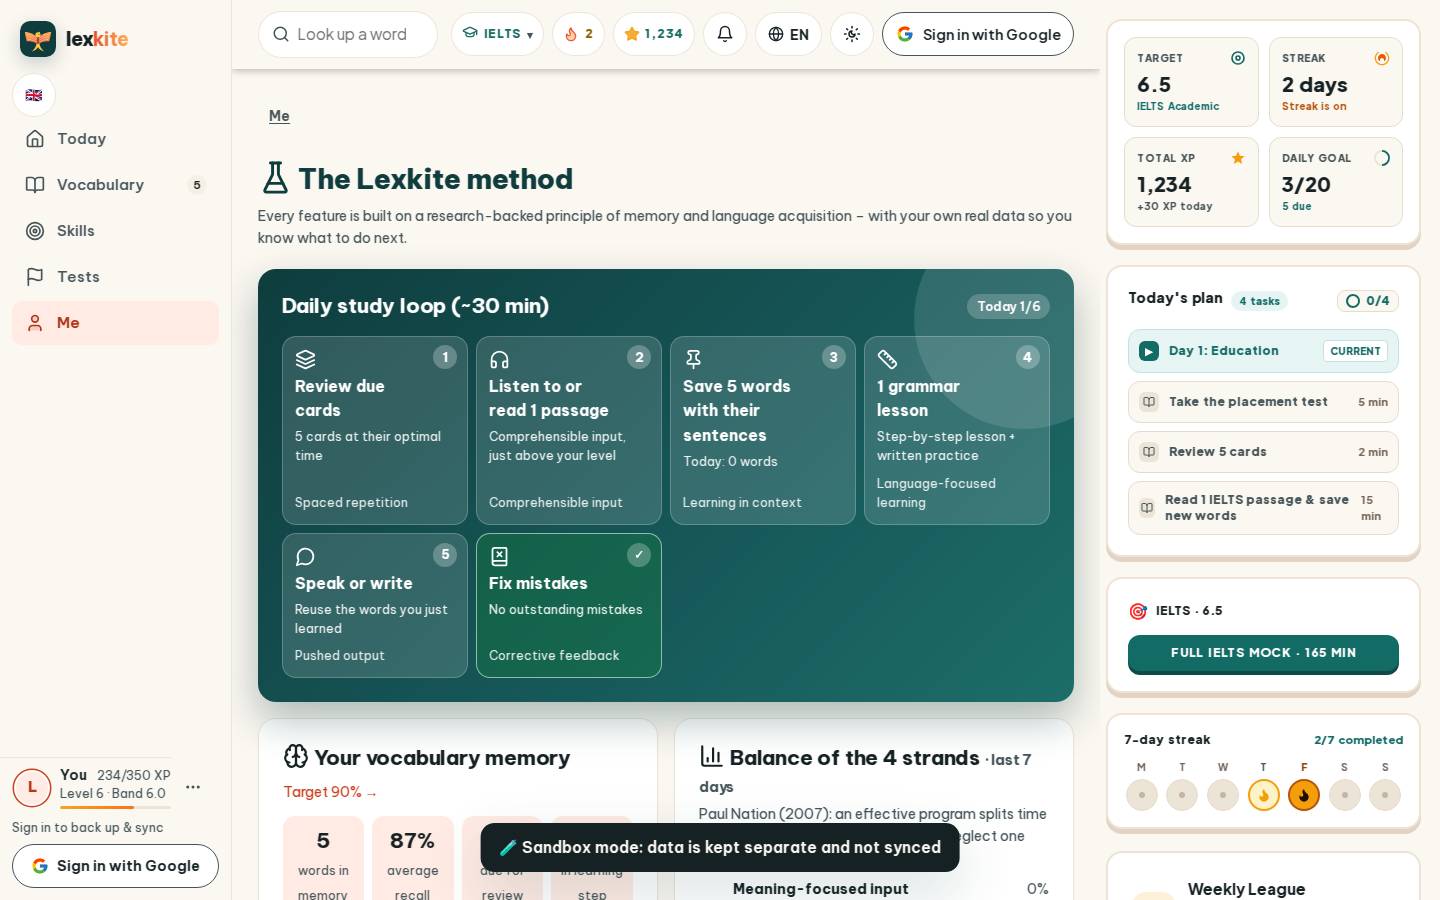 lexkite
Today
Vocabulary 5
Skills
Tests
Me
You 234/350 XP
Level 6 · Band 6.0
Sign in to back up & sync
Sign in with Google
Look up a word
IELTS ▾
2
1,234
EN
Sign in with Google
Me
The Lexkite method
Every feature is built on a research-backed principle of memory and language acquisition – with your own real data so you
know what to do next.
Daily study loop (~30 min)
Today 1/6
1
Review due
cards
5 cards at their optimal
time
Spaced repetition
2
Listen to or
read 1 passage
Comprehensible input,
just above your level
Comprehensible input
3
Save 5 words
with their
sentences
Today: 0 words
Learning in context
4
1 grammar
lesson
Step-by-step lesson +
written practice
Language-focused
learning
5
Speak or write
Reuse the words you just
learned
Pushed output
✓
Fix mistakes
No outstanding mistakes
Corrective feedback
Your vocabulary memory
Target 90% →
5
words in
memory
87%
average
recall
due for
review
in learning
step
Balance of the 4 strands · last 7
days
Paul Nation (2007): an effective program splits time
neglect one
Meaning-focused input 0%
🧪 Sandbox mode: data is kept separate and not synced
TARGET
6.5
IELTS Academic
STREAK
2 days
Streak is on
TOTAL XP
1,234
+30 XP today
DAILY GOAL
3/20
5 due
Today's plan 4 tasks 0/4
Day 1: Education CURRENT
Take the placement test 5 min
Review 5 cards 2 min
Read 1 IELTS passage & save
new words
15
min
🎯 IELTS · 6.5
FULL IELTS MOCK · 165 MIN
7-day streak 2/7 completed
M T W T F S S
Weekly League
L